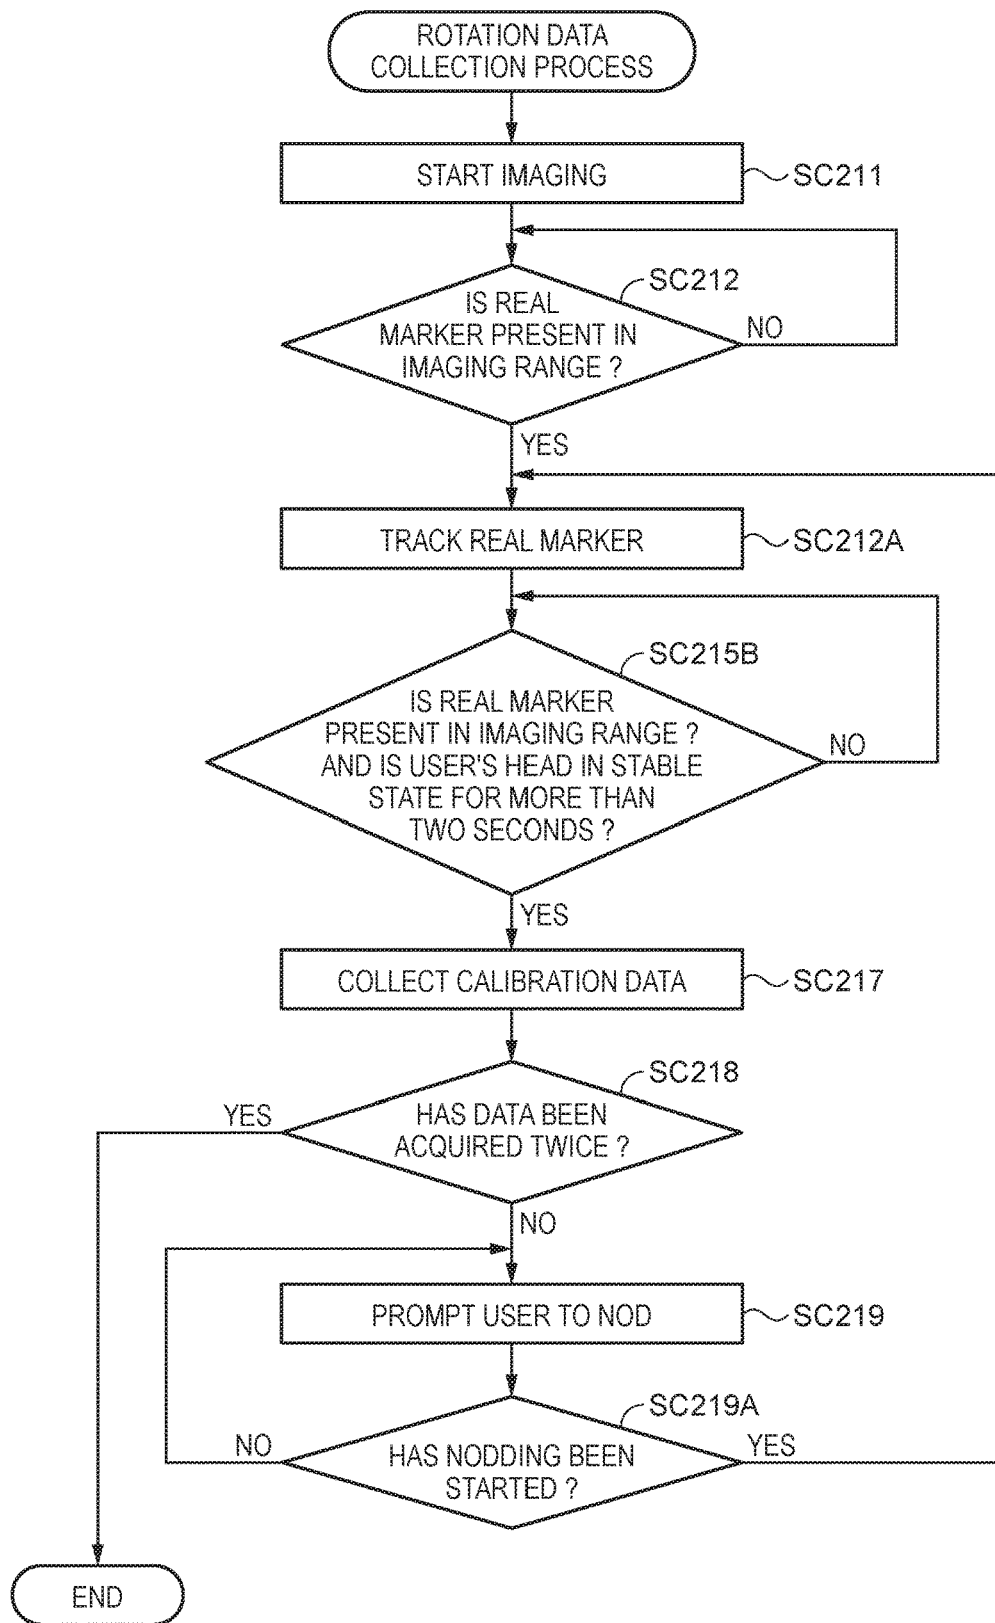 ROTATION DATA
COLLECTION PROCESS
START IMAGING
SC211
SC212
IS REAL
MARKER PRESENT IN
IMAGING RANGE ?
NO
YES
TRACK REAL MARKER
SC212A
SC215B
IS REAL MARKER
PRESENT IN IMAGING RANGE ?
AND IS USER'S HEAD IN STABLE
STATE FOR MORE THAN
TWO SECONDS ?
NO
YES
COLLECT CALIBRATION DATA
SC217
SC218
YES
HAS DATA BEEN
ACQUIRED TWICE ?
NO
PROMPT USER TO NOD
SC219
SC219A
NO
HAS NODDING BEEN
STARTED ?
YES
END